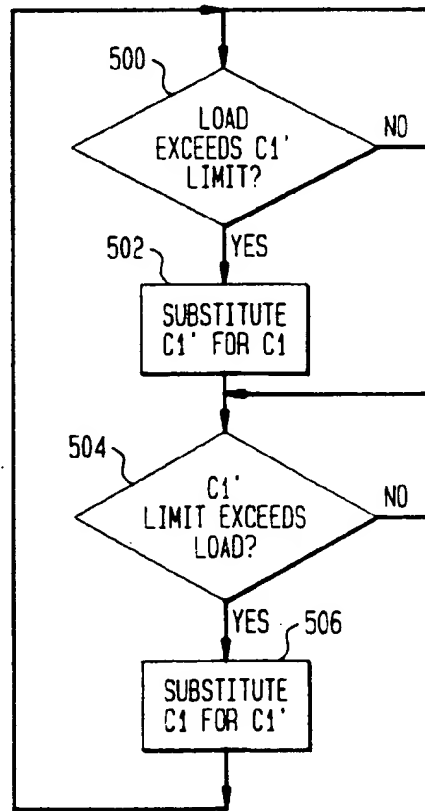 500
LOAD
EXCEEDS C1'
LIMIT?
NO
YES
502
SUBSTITUTE
C1' FOR C1
504
C1'
LIMIT EXCEEDS
LOAD?
NO
YES
506
SUBSTITUTE
C1 FOR C1'